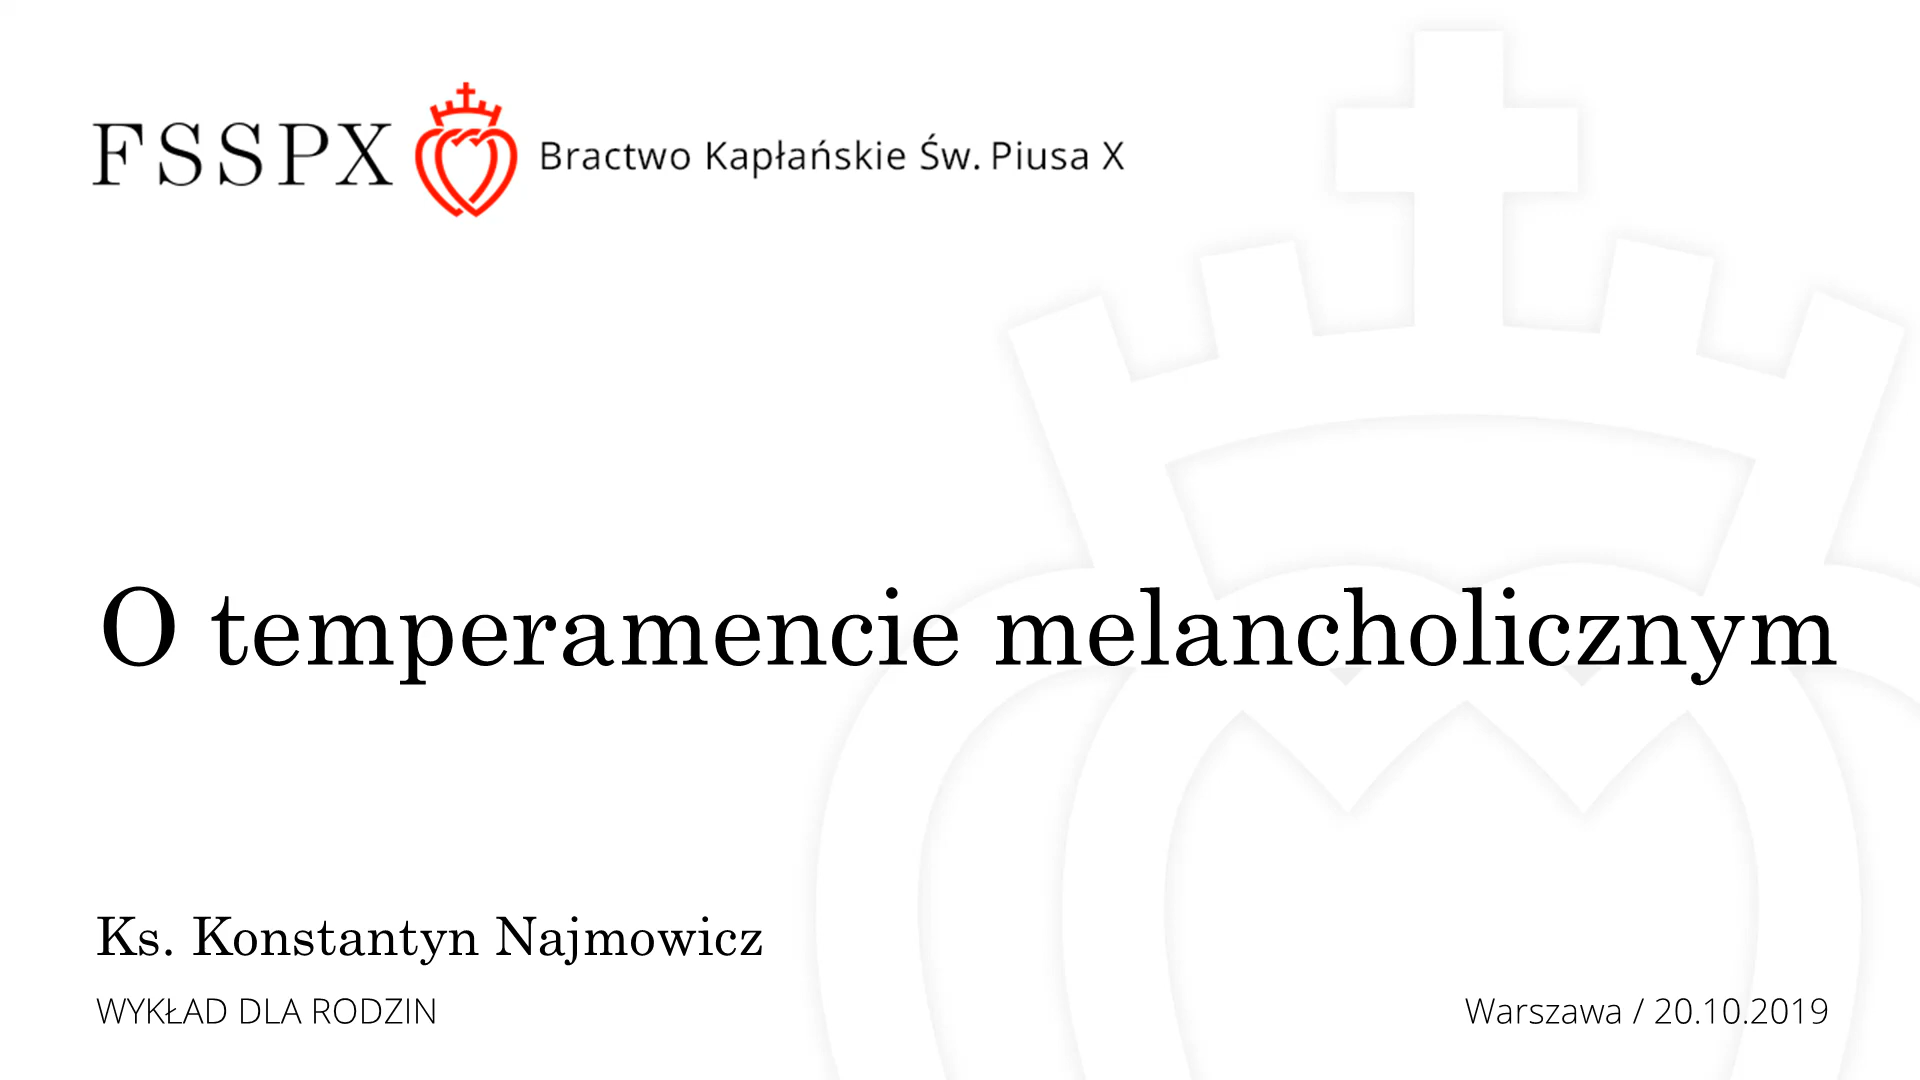 FSSPX Bractwo Kapłańskie Św. Piusa X
O temperamencie melancholicznym
Ks. Konstantyn Najmowicz
WYKŁAD DLA RODZIN
Warszawa / 20.10.2019